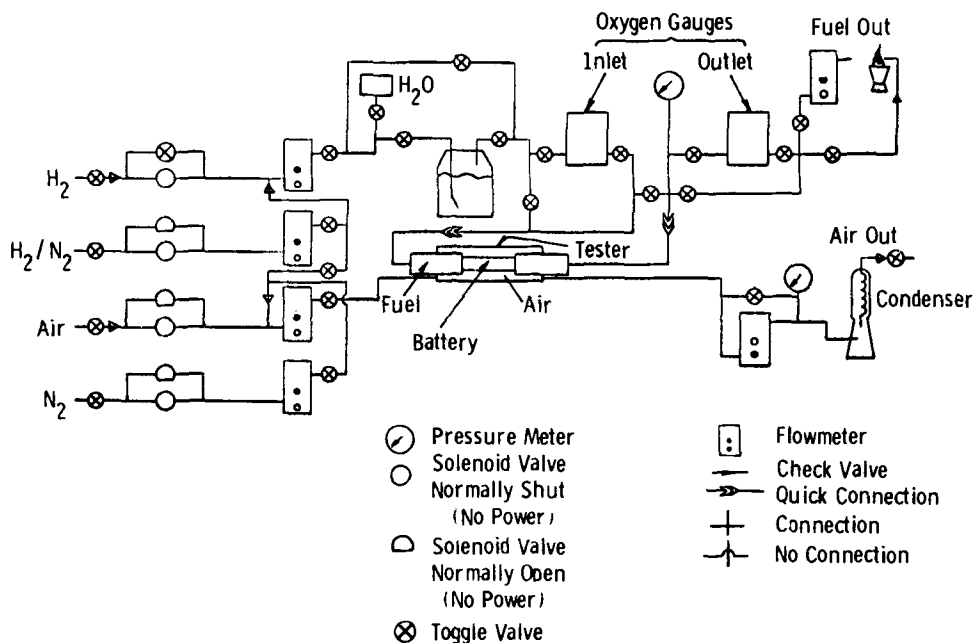 Oxygen Gauges
Inlet
Outlet
Fuel Out
H2O
H2
H2/N2
Air
N2
Tester
Fuel
Air
Battery
Air Out
Condenser
Pressure Meter
Solenoid Valve
Normally Shut
(No Power)
Solenoid Valve
Normally Open
(No Power)
Toggle Valve
Flowmeter
Check Valve
Quick Connection
Connection
No Connection